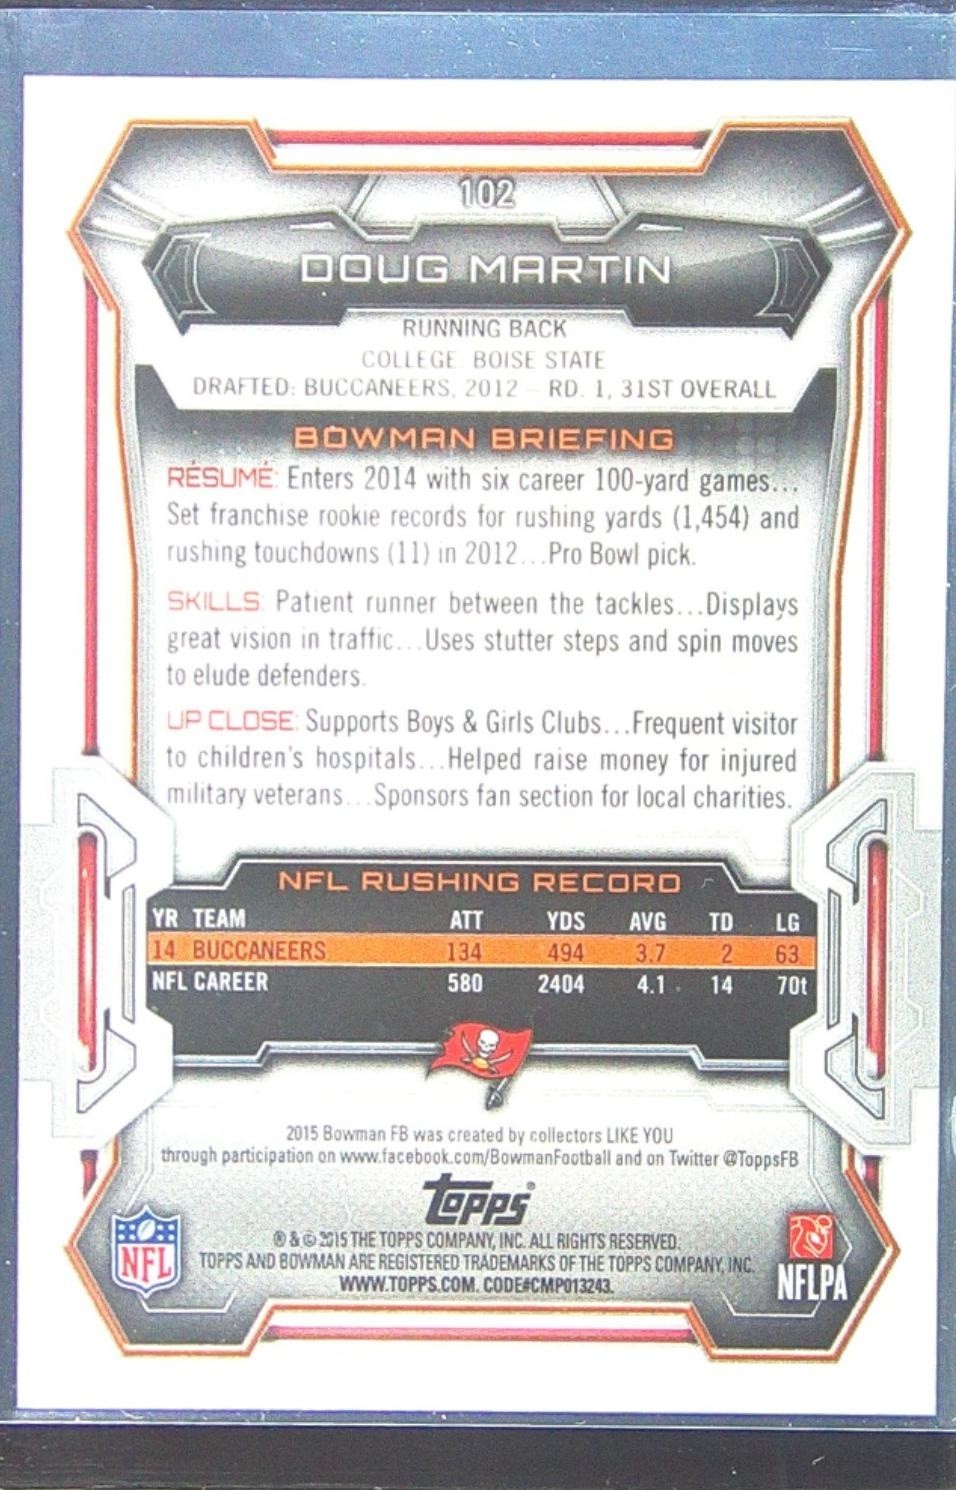 102
DOUG MARTIN
RUNNING BACK
COLLEGE: BOISE STATE
DRAFTED: BUCCANEERS, 2012 – RD. 1, 31ST OVERALL
BOWMAN BRIEFING
RÉSUMÉ: Enters 2014 with six career 100-yard games...
Set franchise rookie records for rushing yards (1,454) and
rushing touchdowns (11) in 2012...Pro Bowl pick.
SKILLS: Patient runner between the tackles...Displays
great vision in traffic...Uses stutter steps and spin moves
to elude defenders.
UP CLOSE: Supports Boys & Girls Clubs...Frequent visitor
to children's hospitals...Helped raise money for injured
military veterans...Sponsors fan section for local charities.
NFL RUSHING RECORD
YR TEAM ATT YDS AVG TD LG
14 BUCCANEERS 134 494 3.7 2 63
NFL CAREER 580 2404 4.1 14 70t
2015 Bowman FB was created by collectors LIKE YOU
through participation on www.facebook.com/BowmanFootball and on Twitter @ToppsFB
Topps®
® & © 2015 THE TOPPS COMPANY, INC. ALL RIGHTS RESERVED.
TOPPS AND BOWMAN ARE REGISTERED TRADEMARKS OF THE TOPPS COMPANY, INC.
WWW.TOPPS.COM. CODE#CMP013243.
NFL
NFLPA